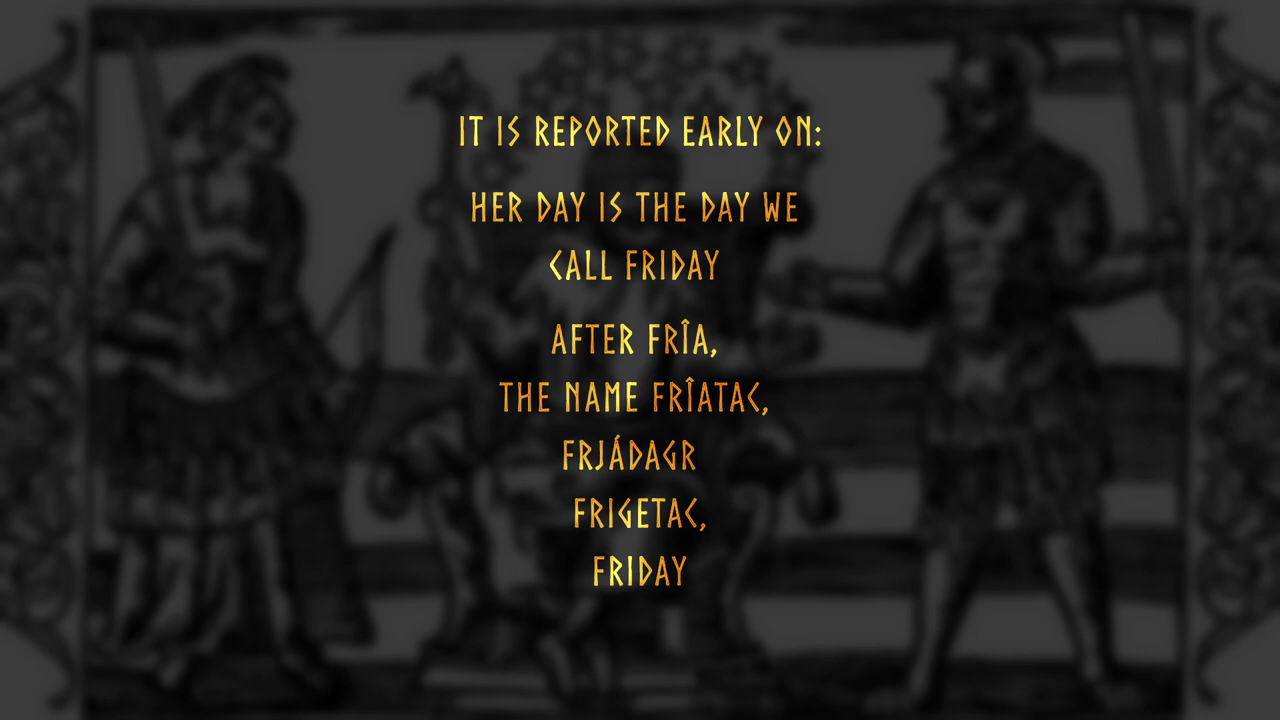 IT IS REPORTED EARLY ON:
HER DAY IS THE DAY WE
CALL FRIDAY
AFTER FRÎA,
THE NAME FRÎATAC,
FRJÁDAGR
FRIGETAC,
FRIDAY